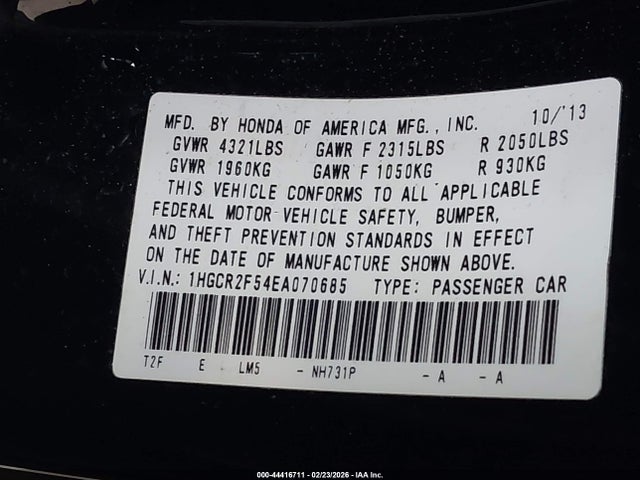 MFD. BY HONDA OF AMERICA MFG., INC. 10/'13
GVWR 4321LBS GAWR F 2315LBS R 2050LBS
GVWR 1960KG GAWR F 1050KG R 930KG
THIS VEHICLE CONFORMS TO ALL APPLICABLE
FEDERAL MOTOR VEHICLE SAFETY, BUMPER,
AND THEFT PREVENTION STANDARDS IN EFFECT
ON THE DATE OF MANUFACTURE SHOWN ABOVE.
V.I.N.: 1HGCR2F54EA070685 TYPE: PASSENGER CAR
T2F E LM5 - NH731P - A - A
000-44416711 - 02/23/2026 - IAA Inc.